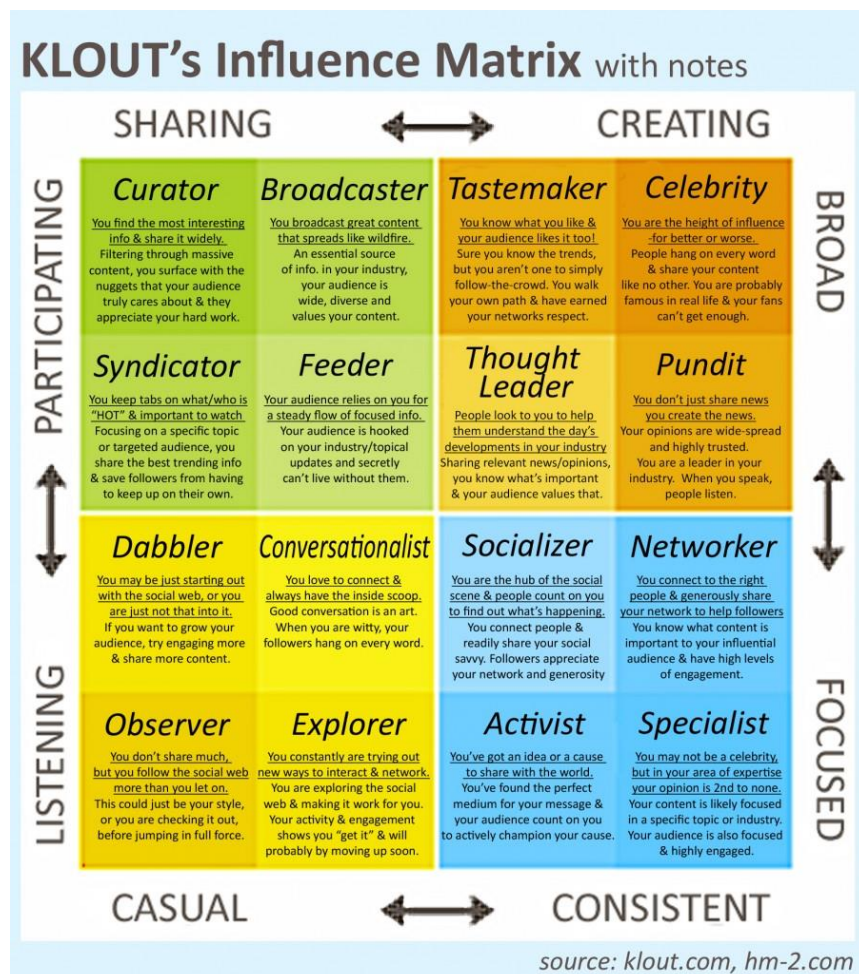 KLOUT's Influence Matrix with notes
SHARING
CREATING
PARTICIPATING
LISTENING
BROAD
FOCUSED
Curator
You find the most interesting
info & share it widely.
Filtering through massive
content, you surface with the
nuggets that your audience
truly cares about & they
appreciate your hard work.
Broadcaster
You broadcast great content
that spreads like wildfire.
An essential source
of info. in your industry,
your audience is
wide, diverse and
values your content.
Tastemaker
You know what you like &
your audience likes it too!
Sure you know the trends,
but you aren't one to simply
follow-the-crowd. You walk
your own path & have earned
your networks respect.
Celebrity
You are the height of influence
-for better or worse.
People hang on every word
& share your content
like no other. You are probably
famous in real life & your fans
can't get enough.
Syndicator
You keep tabs on what/who is
"HOT" & important to watch
Focusing on a specific topic
or targeted audience, you
share the best trending info
& save followers from having
to keep up on their own.
Feeder
Your audience relies on you for
a steady flow of focused info.
Your audience is hooked
on your industry/topical
updates and secretly
can't live without them.
Thought
Leader
People look to you to help
them understand the day's
developments in your industry
Sharing relevant news/opinions,
you know what's important
& your audience values that.
Pundit
You don't just share news
you create the news.
Your opinions are wide-spread
and highly trusted.
You are a leader in your
industry. When you speak,
people listen.
Dabbler
You may be just starting out
with the social web, or you
are just not that into it.
If you want to grow your
audience, try engaging more
& share more content.
Conversationalist
You love to connect &
always have the inside scoop.
Good conversation is an art.
When you are witty, your
followers hang on every word.
Socializer
You are the hub of the social
scene & people count on you
to find out what's happening.
You connect people &
readily share your social
savvy. Followers appreciate
your network and generosity
Networker
You connect to the right
people & generously share
your network to help followers
You know what content is
important to your influential
audience & have high levels
of engagement.
Observer
You don't share much,
but you follow the social web
more than you let on.
This could just be your style,
or you are checking it out,
before jumping in full force.
Explorer
You constantly are trying out
new ways to interact & network.
You are exploring the social
web & making it work for you.
Your activity & engagement
shows you "get it" & will
probably by moving up soon.
Activist
You've got an idea or a cause
to share with the world.
You've found the perfect
medium for your message &
your audience count on you
to actively champion your cause.
Specialist
You may not be a celebrity,
but in your area of expertise
your opinion is 2nd to none.
Your content is likely focused
in a specific topic or industry.
Your audience is also focused
& highly engaged.
CASUAL
CONSISTENT
source: klout.com, hm-2.com